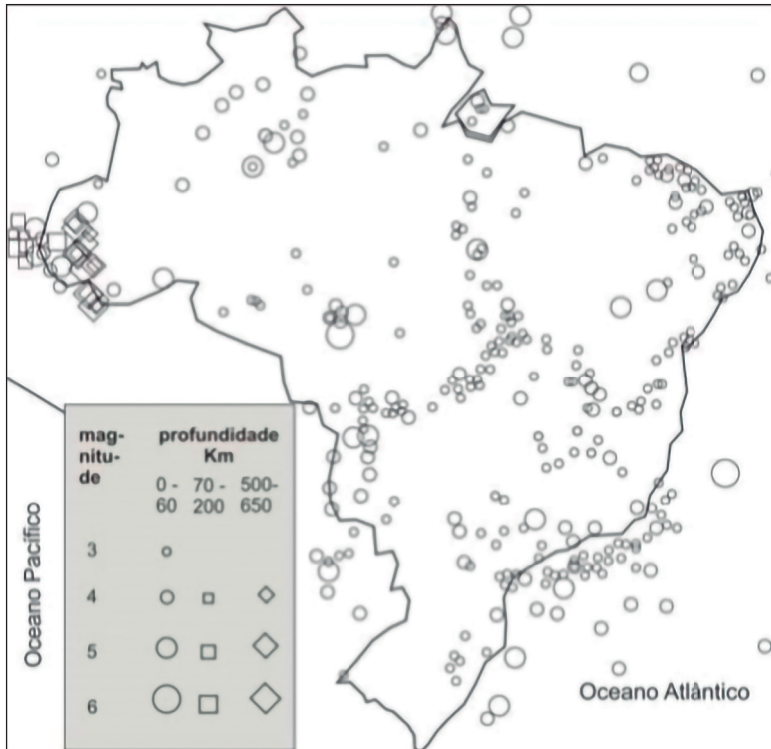 mag-
nitu-
de
profundidade
Km
0 - 70 - 500-
60 200 650
3
4
5
6
Oceano Pacífico
Oceano Atlântico